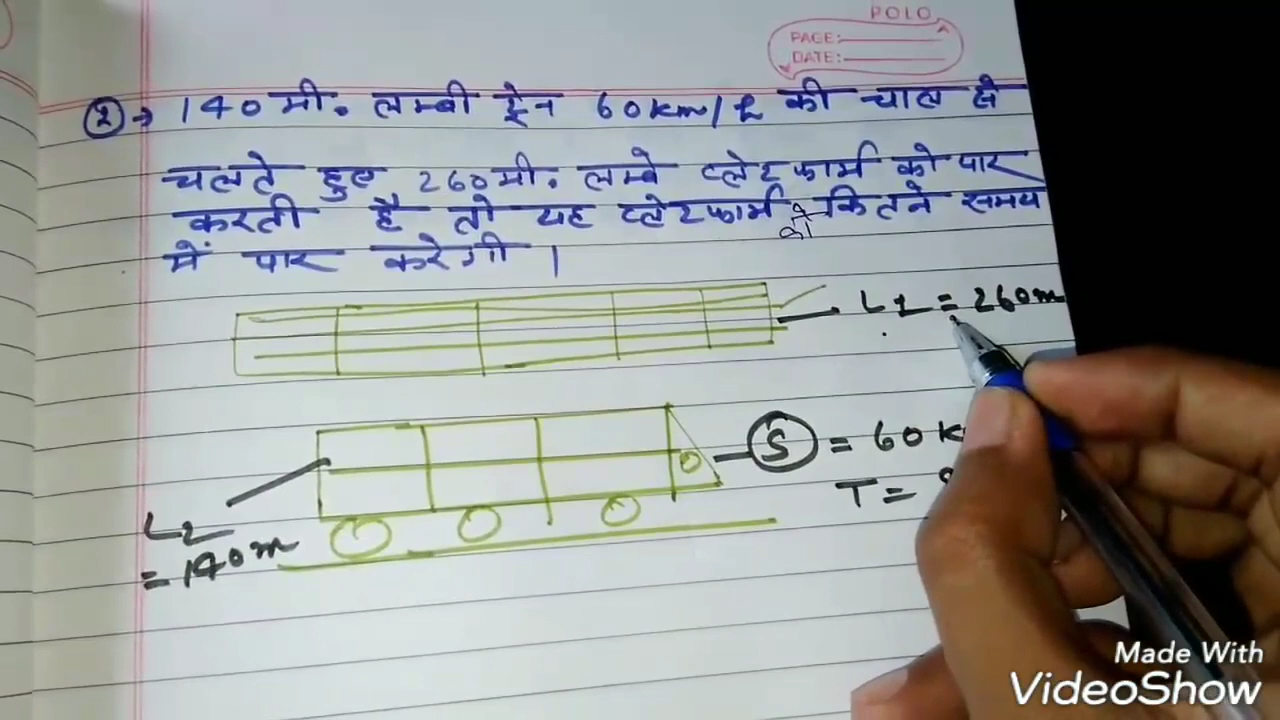 POLO
PAGE:
DATE:
② → 140 मी. लम्बी ट्रेन 60 km/h की चाल से
चलते हुए 260 मी. लम्बे प्लेटफार्म को पार
करती है तो यह प्लेटफार्म को कितने समय
में पार करेगी ।
L1 = 260m
S = 60 k
T =
L2
= 140m
Made With
VideoShow